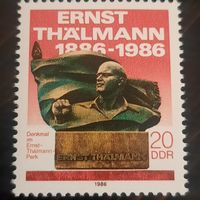 ERNST
THÄLMANN
1886-1986
Denkmal
im
Ernst-
Thälmann-
Park
20
DDR
ERNST THÄLMANN
1986